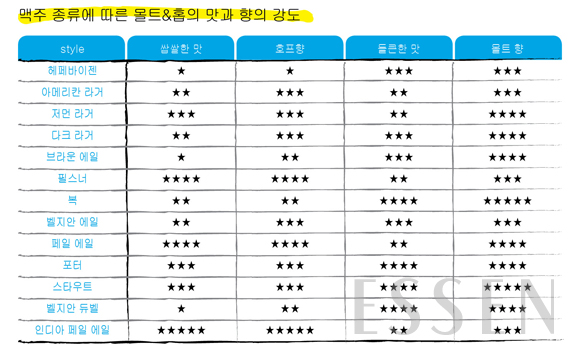 맥주 종류에 따른 몰트&홉의 맛과 향의 강도
style 쌉쌀한 맛 호프향 들큰한 맛 몰트 향
헤페바이젠 ★ ★ ★★★ ★★★
아메리칸 라거 ★★ ★★★ ★★ ★★★
저먼 라거 ★★★ ★★★ ★★ ★★★★
다크 라거 ★★ ★★★ ★★★ ★★★★
브라운 에일 ★ ★★ ★★★ ★★★★
필스너 ★★★★ ★★★★ ★★ ★★★
복 ★★ ★★ ★★★★ ★★★★★
벨지안 에일 ★★ ★★★ ★★★ ★★★
페일 에일 ★★★★ ★★★★ ★★ ★★★★
포터 ★★★ ★★★ ★★★★ ★★★★
스타우트 ★★★ ★★★ ★★★★ ★★★★★
벨지안 듀벨 ★ ★★ ★★★★ ★★★★
인디아 페일 에일 ★★★★★ ★★★★★ ★★ ★★★
ESSEN